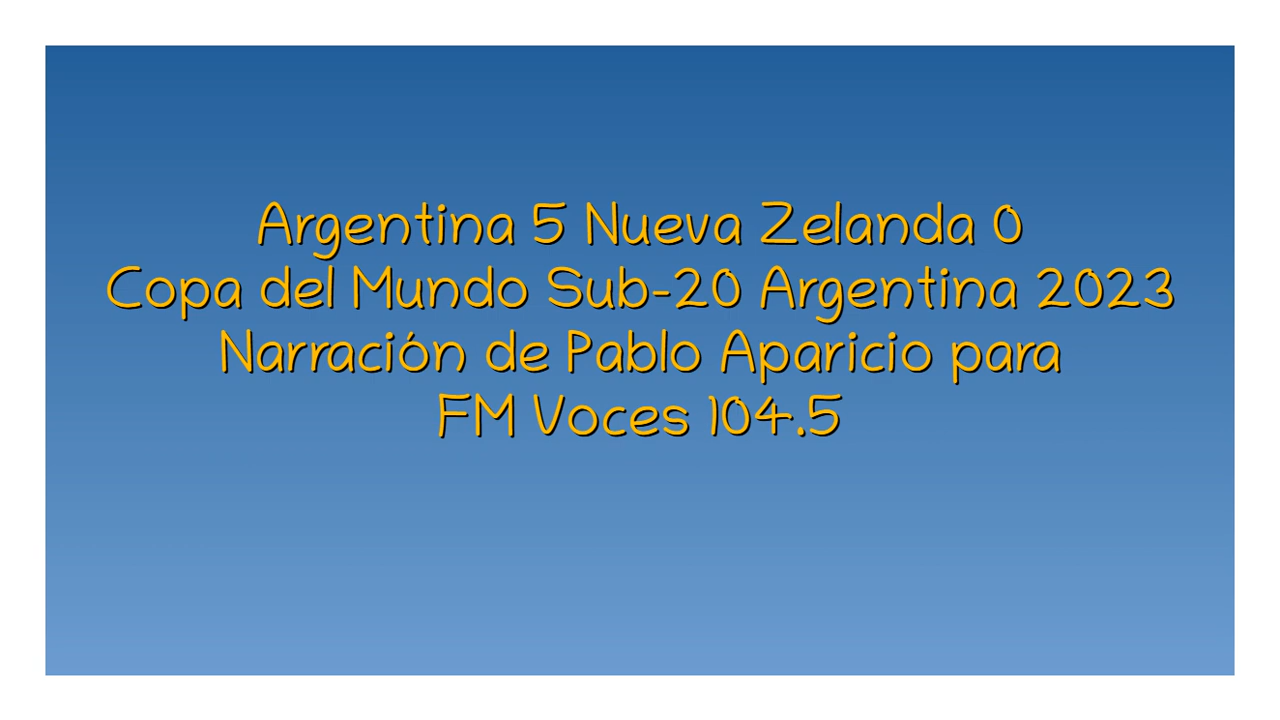 Argentina 5 Nueva Zelanda 0
Copa del Mundo Sub-20 Argentina 2023
Narración de Pablo Aparicio para
FM Voces 104.5